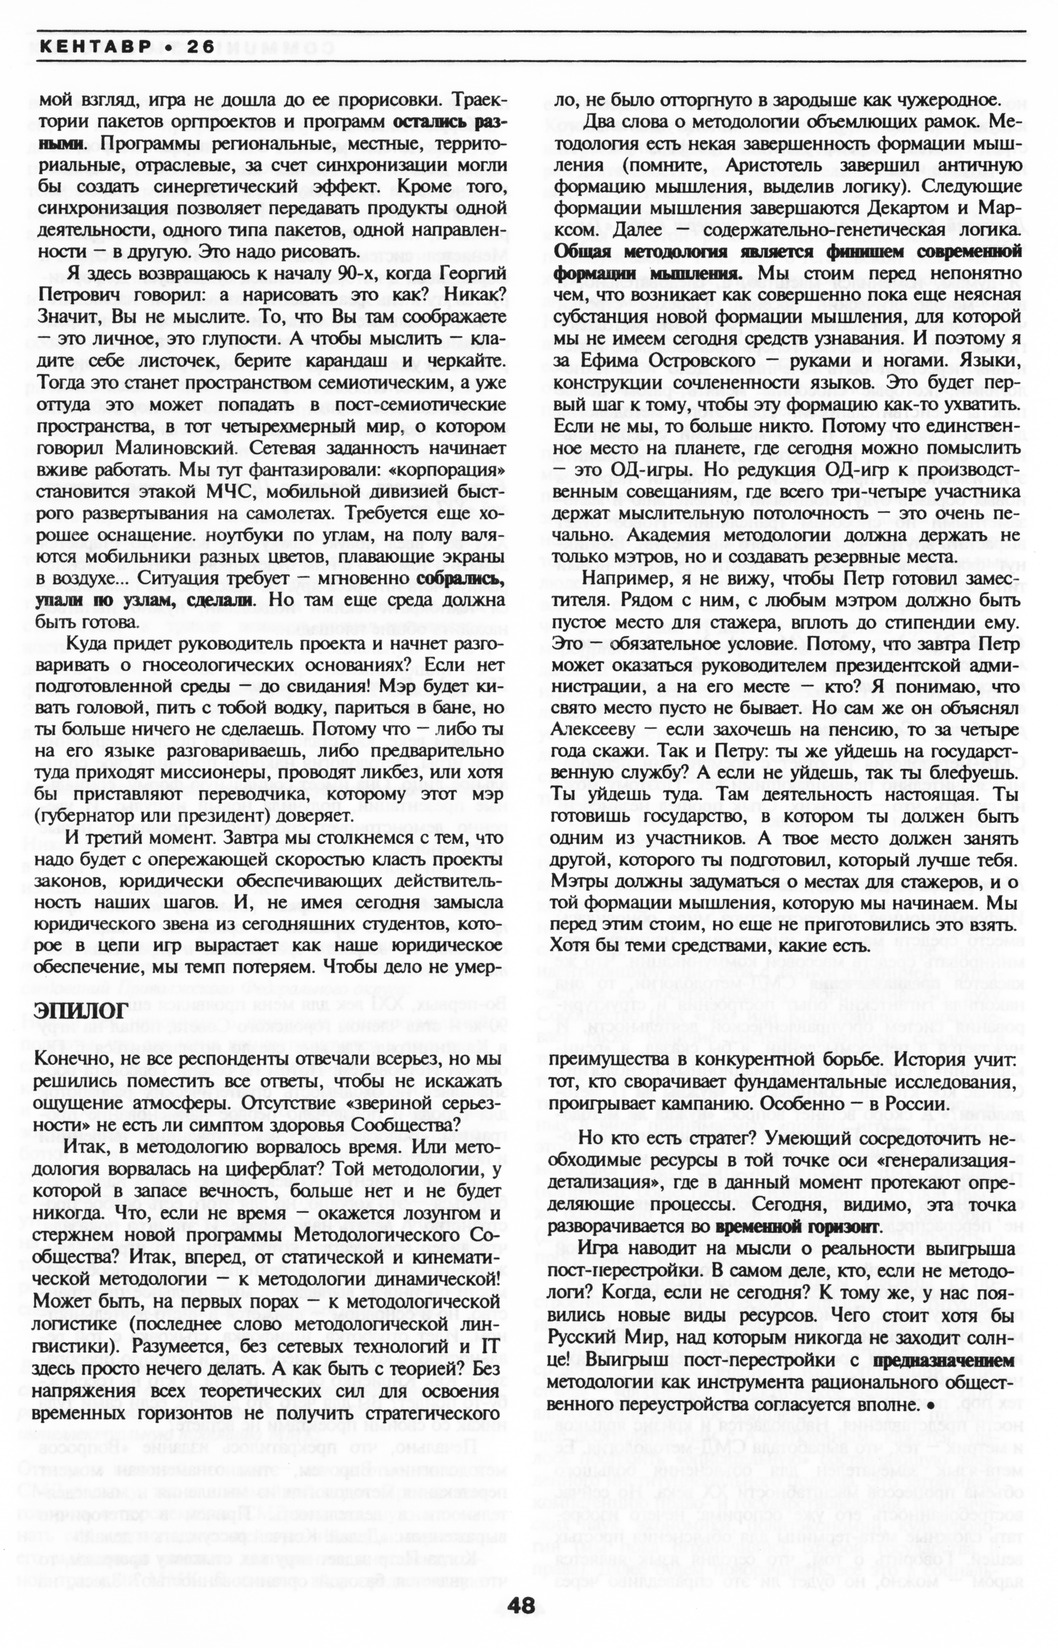 КЕНТАВР • 26
мой взгляд, игра не дошла до ее прорисовки. Траек-
тории пакетов оргпроектов и программ остались раз-
ными. Программы региональные, местные, террито-
риальные, отраслевые, за счет синхронизации могли
бы создать синергетический эффект. Кроме того,
синхронизация позволяет передавать продукты одной
деятельности, одного типа пакетов, одной направлен-
ности — в другую. Это надо рисовать.
Я здесь возвращаюсь к началу 90-х, когда Георгий
Петрович говорил: а нарисовать это как? Никак?
Значит, Вы не мыслите. То, что Вы там соображаете
— это личное, это глупости. А чтобы мыслить — кла-
дите себе листочек, берите карандаш и черкайте.
Тогда это станет пространством семиотическим, а уже
оттуда это может попадать в пост-семиотические
пространства, в тот четырехмерный мир, о котором
говорил Малиновский. Сетевая заданность начинает
вживе работать. Мы тут фантазировали: «корпорация»
становится этакой МЧС, мобильной дивизией быст-
рого развертывания на самолетах. Требуется еще хо-
рошее оснащение. ноутбуки по углам, на полу валя-
ются мобильники разных цветов, плавающие экраны
в воздухе... Ситуация требует — мгновенно собрались,
упали по узлам, сделали. Но там еще среда должна
быть готова.
Куда придет руководитель проекта и начнет разго-
варивать о гносеологических основаниях? Если нет
подготовленной среды — до свидания! Мэр будет ки-
вать головой, пить с тобой водку, париться в бане, но
ты больше ничего не сделаешь. Потому что — либо ты
на его языке разговариваешь, либо предварительно
туда приходят миссионеры, проводят ликбез, или хотя
бы приставляют переводчика, которому этот мэр
(губернатор или президент) доверяет.
И третий момент. Завтра мы столкнемся с тем, что
надо будет с опережающей скоростью класть проекты
законов, юридически обеспечивающих действитель-
ность наших шагов. И, не имея сегодня замысла
юридического звена из сегодняшних студентов, кото-
рое в цепи игр вырастает как наше юридическое
обеспечение, мы темп потеряем. Чтобы дело не умер-
ло, не было отторгнуто в зародыше как чужеродное.
Два слова о методологии объемлющих рамок. Ме-
тодология есть некая завершенность формации мыш-
ления (помните, Аристотель завершил античную
формацию мышления, выделив логику). Следующие
формации мышления завершаются Декартом и Мар-
ксом. Далее — содержательно-генетическая логика.
Общая методология является финишем современной
формации мышления. Мы стоим перед непонятно
чем, что возникает как совершенно пока еще неясная
субстанция новой формации мышления, для которой
мы не имеем сегодня средств узнавания. И поэтому я
за Ефима Островского — руками и ногами. Языки,
конструкции сочлененности языков. Это будет пер-
вый шаг к тому, чтобы эту формацию как-то ухватить.
Если не мы, то больше никто. Потому что единствен-
ное место на планете, где сегодня можно помыслить
— это ОД-игры. Но редукция ОД-игр к производст-
венным совещаниям, где всего три-четыре участника
держат мыслительную потолочность — это очень пе-
чально. Академия методологии должна держать не
только мэтров, но и создавать резервные места.
Например, я не вижу, чтобы Петр готовил замес-
тителя. Рядом с ним, с любым мэтром должно быть
пустое место для стажера, вплоть до стипендии ему.
Это — обязательное условие. Потому, что завтра Петр
может оказаться руководителем президентской адми-
нистрации, а на его месте — кто? Я понимаю, что
свято место пусто не бывает. Но сам же он объяснял
Алексееву — если захочешь на пенсию, то за четыре
года скажи. Так и Петру: ты же уйдешь на государст-
венную службу? А если не уйдешь, так ты блефуешь.
Ты уйдешь туда. Там деятельность настоящая. Ты
готовишь государство, в котором ты должен быть
одним из участников. А твое место должен занять
другой, которого ты подготовил, который лучше тебя.
Мэтры должны задуматься о местах для стажеров, и о
той формации мышления, которую мы начинаем. Мы
перед этим стоим, но еще не приготовились это взять.
Хотя бы теми средствами, какие есть.
ЭПИЛОГ
Конечно, не все респонденты отвечали всерьез, но мы
решились поместить все ответы, чтобы не искажать
ощущение атмосферы. Отсутствие «звериной серьез-
ности» не есть ли симптом здоровья Сообщества?
Итак, в методологию ворвалось время. Или мето-
дология ворвалась на циферблат? Той методологии, у
которой в запасе вечность, больше нет и не будет
никогда. Что, если не время — окажется лозунгом и
стержнем новой программы Методологического Со-
общества? Итак, вперед, от статической и кинемати-
ческой методологии — к методологии динамической!
Может быть, на первых порах — к методологической
логистике (последнее слово методологической лин-
гвистики). Разумеется, без сетевых технологий и IT
здесь просто нечего делать. А как быть с теорией? Без
напряжения всех теоретических сил для освоения
временных горизонтов не получить стратегического
преимущества в конкурентной борьбе. История учит:
тот, кто сворачивает фундаментальные исследования,
проигрывает кампанию. Особенно — в России.
Но кто есть стратег? Умеющий сосредоточить не-
обходимые ресурсы в той точке оси «генерализация-
детализация», где в данный момент протекают опре-
деляющие процессы. Сегодня, видимо, эта точка
разворачивается во временной горизонт.
Игра наводит на мысли о реальности выигрыша
пост-перестройки. В самом деле, кто, если не методо-
логи? Когда, если не сегодня? К тому же, у нас поя-
вились новые виды ресурсов. Чего стоит хотя бы
Русский Мир, над которым никогда не заходит солн-
це! Выигрыш пост-перестройки с предназначением
методологии как инструмента рационального общест-
венного переустройства согласуется вполне. •
48